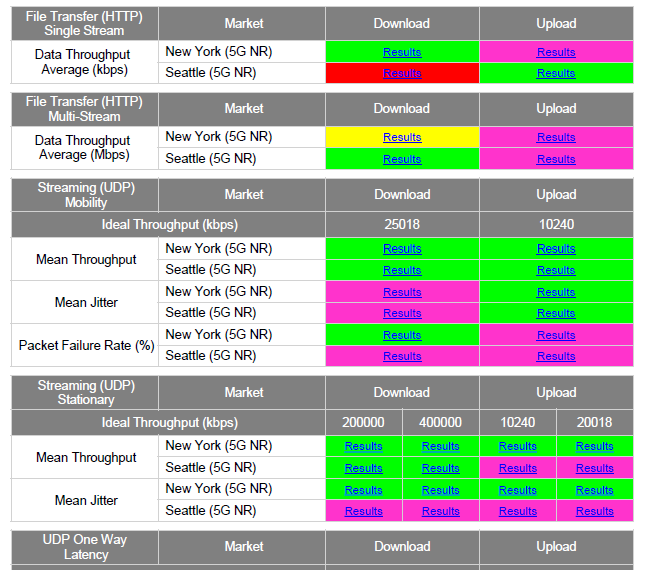 File Transfer (HTTP)
Single Stream Market Download Upload
Data Throughput
Average (kbps)
New York (5G NR) Results Results
Seattle (5G NR) Results Results
File Transfer (HTTP)
Multi-Stream Market Download Upload
Data Throughput
Average (Mbps)
New York (5G NR) Results Results
Seattle (5G NR) Results Results
Streaming (UDP)
Mobility Market Download Upload
Ideal Throughput (kbps) 25018 10240
Mean Throughput
New York (5G NR) Results Results
Seattle (5G NR) Results Results
Mean Jitter
New York (5G NR) Results Results
Seattle (5G NR) Results Results
Packet Failure Rate (%)
New York (5G NR) Results Results
Seattle (5G NR) Results Results
Streaming (UDP)
Stationary Market Download Upload
Ideal Throughput (kbps) 200000 400000 10240 20018
Mean Throughput
New York (5G NR) Results Results Results Results
Seattle (5G NR) Results Results Results Results
Mean Jitter
New York (5G NR) Results Results Results Results
Seattle (5G NR) Results Results Results Results
UDP One Way
Latency Market Download Upload